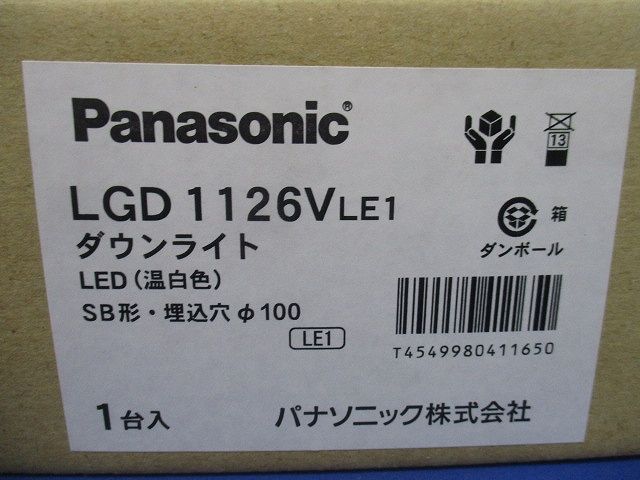 Panasonic®
13
LGD 1126VLE1
箱
ダウンライト
ダンボール
LED(温白色)
SB形・埋込穴 φ100
LE1
T4549980411650
1台入
パナソニック株式会社